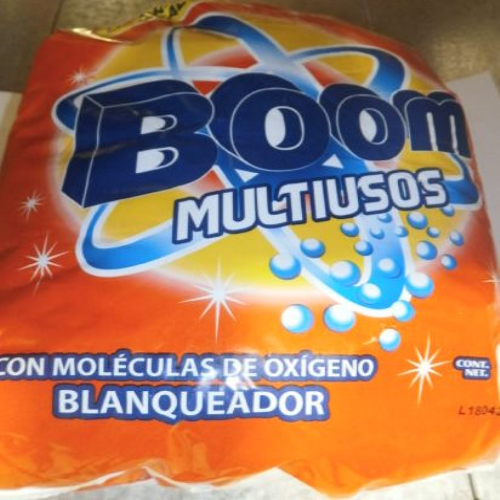 BOOM
MULTIUSOS
CON MOLÉCULAS DE OXÍGENO
BLANQUEADOR
CONT.
NET.